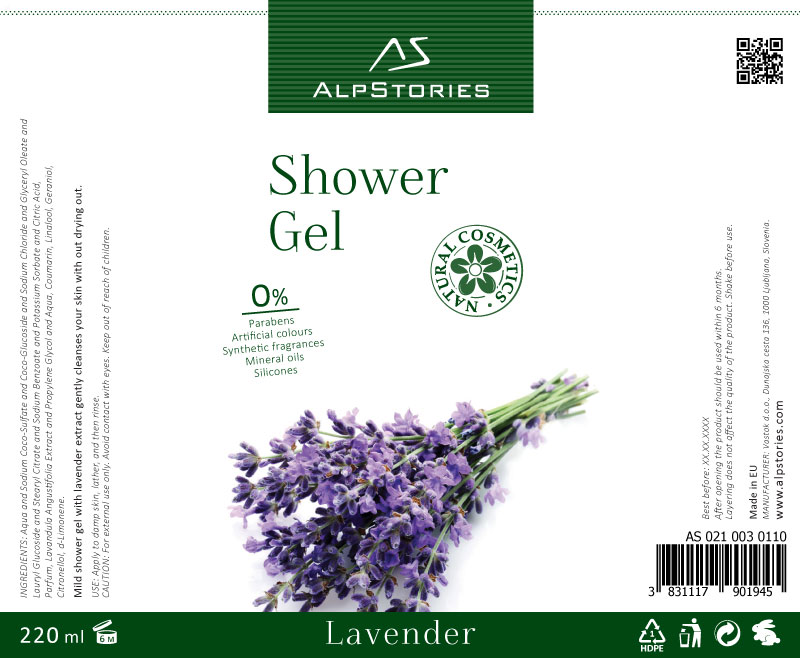 AS
ALPSTORIES
Shower
Gel
NATURAL COSMETICS
0%
Parabens
Artificial colours
Synthetic fragrances
Mineral oils
Silicones
INGREDIENTS: Aqua and Sodium Coco-Sulfate and Coco-Glucoside and Sodium Chloride and Glyceryl Oleate and
Lauryl Glucoside and Stearyl Citrate and Sodium Benzoate and Potassium Sorbate and Citric Acid,
Parfum, Lavandula Angustifolia Extract and Propylene Glycol and Aqua, Coumarin, Linalool, Geraniol,
Citronellol, d-Limonene.
Mild shower gel with lavender extract gently cleanses your skin with out drying out.
USE: Apply to damp skin, lather, and then rinse.
CAUTION: For external use only. Avoid contact with eyes. Keep out of reach of children.
Best before: XX.XX.XXXX
After opening the product should be used within 6 months.
Layering does not affect the quality of the product. Shake before use.
Made in EU
MANUFACTURER: Vostok d.o.o., Dunajska cesta 136, 1000 Ljubljana, Slovenia.
www.alpstories.com
AS 021 003 0110
3 831117 901945
220 ml
6 M
Lavender
1
HDPE